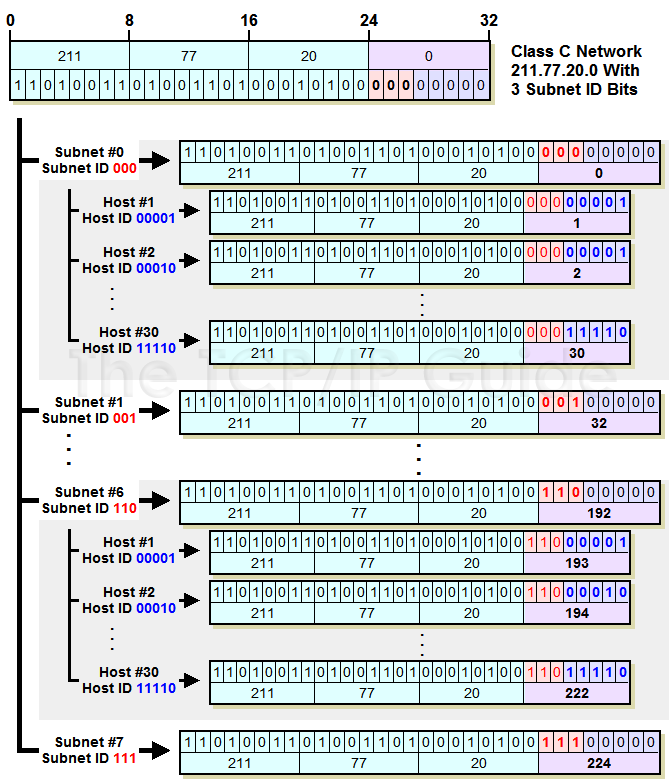 0 8 16 24 32
211 77 20 0
1 1 0 1 0 0 1 1 0 1 0 0 1 1 0 1 0 0 0 1 0 1 0 0 0 0 0 0 0 0 0 0
Class C Network
211.77.20.0 With
3 Subnet ID Bits
Subnet #0
Subnet ID 000
1 1 0 1 0 0 1 1 0 1 0 0 1 1 0 1 0 0 0 1 0 1 0 0 0 0 0 0 0 0 0 0
211 77 20 0
Host #1
Host ID 00001
1 1 0 1 0 0 1 1 0 1 0 0 1 1 0 1 0 0 0 1 0 1 0 0 0 0 0 0 0 0 0 1
211 77 20 1
Host #2
Host ID 00010
1 1 0 1 0 0 1 1 0 1 0 0 1 1 0 1 0 0 0 1 0 1 0 0 0 0 0 0 0 0 0 1
211 77 20 2
Host #30
Host ID 11110
1 1 0 1 0 0 1 1 0 1 0 0 1 1 0 1 0 0 0 1 0 1 0 0 0 0 0 1 1 1 1 0
211 77 20 30
The TCP/IP Guide
Subnet #1
Subnet ID 001
1 1 0 1 0 0 1 1 0 1 0 0 1 1 0 1 0 0 0 1 0 1 0 0 0 0 1 0 0 0 0 0
211 77 20 32
Subnet #6
Subnet ID 110
1 1 0 1 0 0 1 1 0 1 0 0 1 1 0 1 0 0 0 1 0 1 0 0 1 1 0 0 0 0 0 0
211 77 20 192
Host #1
Host ID 00001
1 1 0 1 0 0 1 1 0 1 0 0 1 1 0 1 0 0 0 1 0 1 0 0 1 1 0 0 0 0 0 1
211 77 20 193
Host #2
Host ID 00010
1 1 0 1 0 0 1 1 0 1 0 0 1 1 0 1 0 0 0 1 0 1 0 0 1 1 0 0 0 0 1 0
211 77 20 194
Host #30
Host ID 11110
1 1 0 1 0 0 1 1 0 1 0 0 1 1 0 1 0 0 0 1 0 1 0 0 1 1 0 1 1 1 1 0
211 77 20 222
Subnet #7
Subnet ID 111
1 1 0 1 0 0 1 1 0 1 0 0 1 1 0 1 0 0 0 1 0 1 0 0 1 1 1 0 0 0 0 0
211 77 20 224